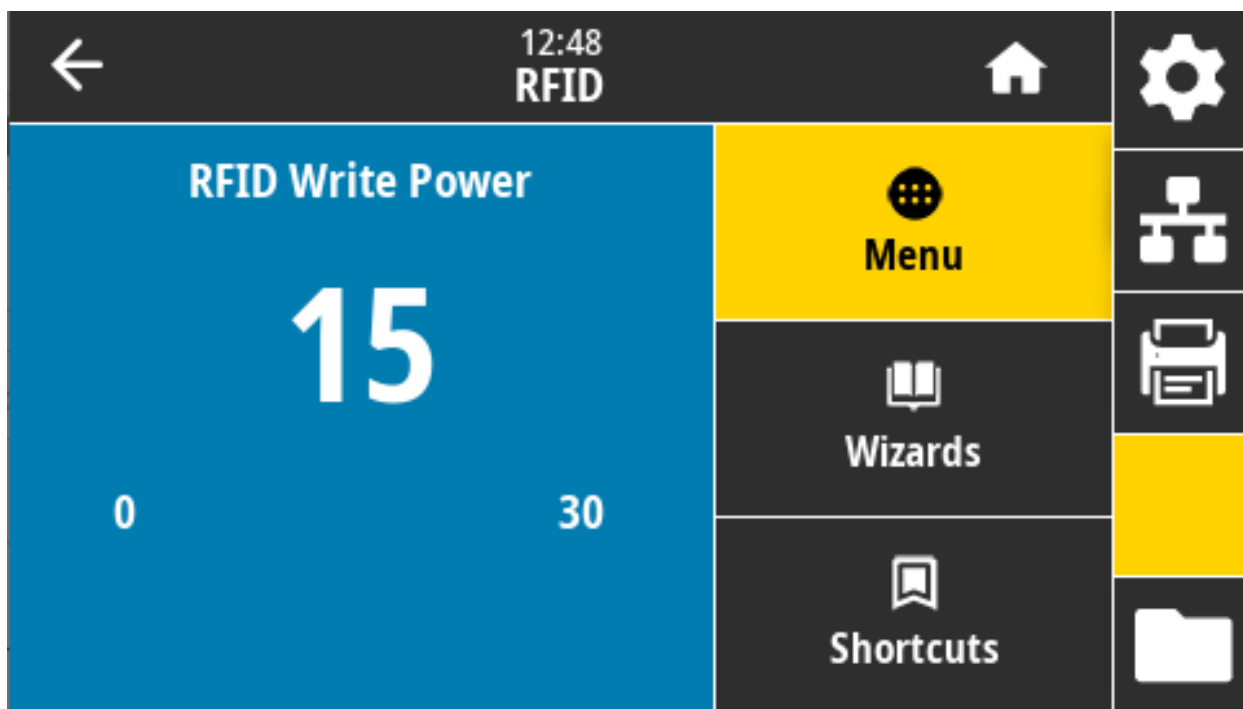 12:48
RFID
RFID Write Power
15
0 30
Menu
Wizards
Shortcuts